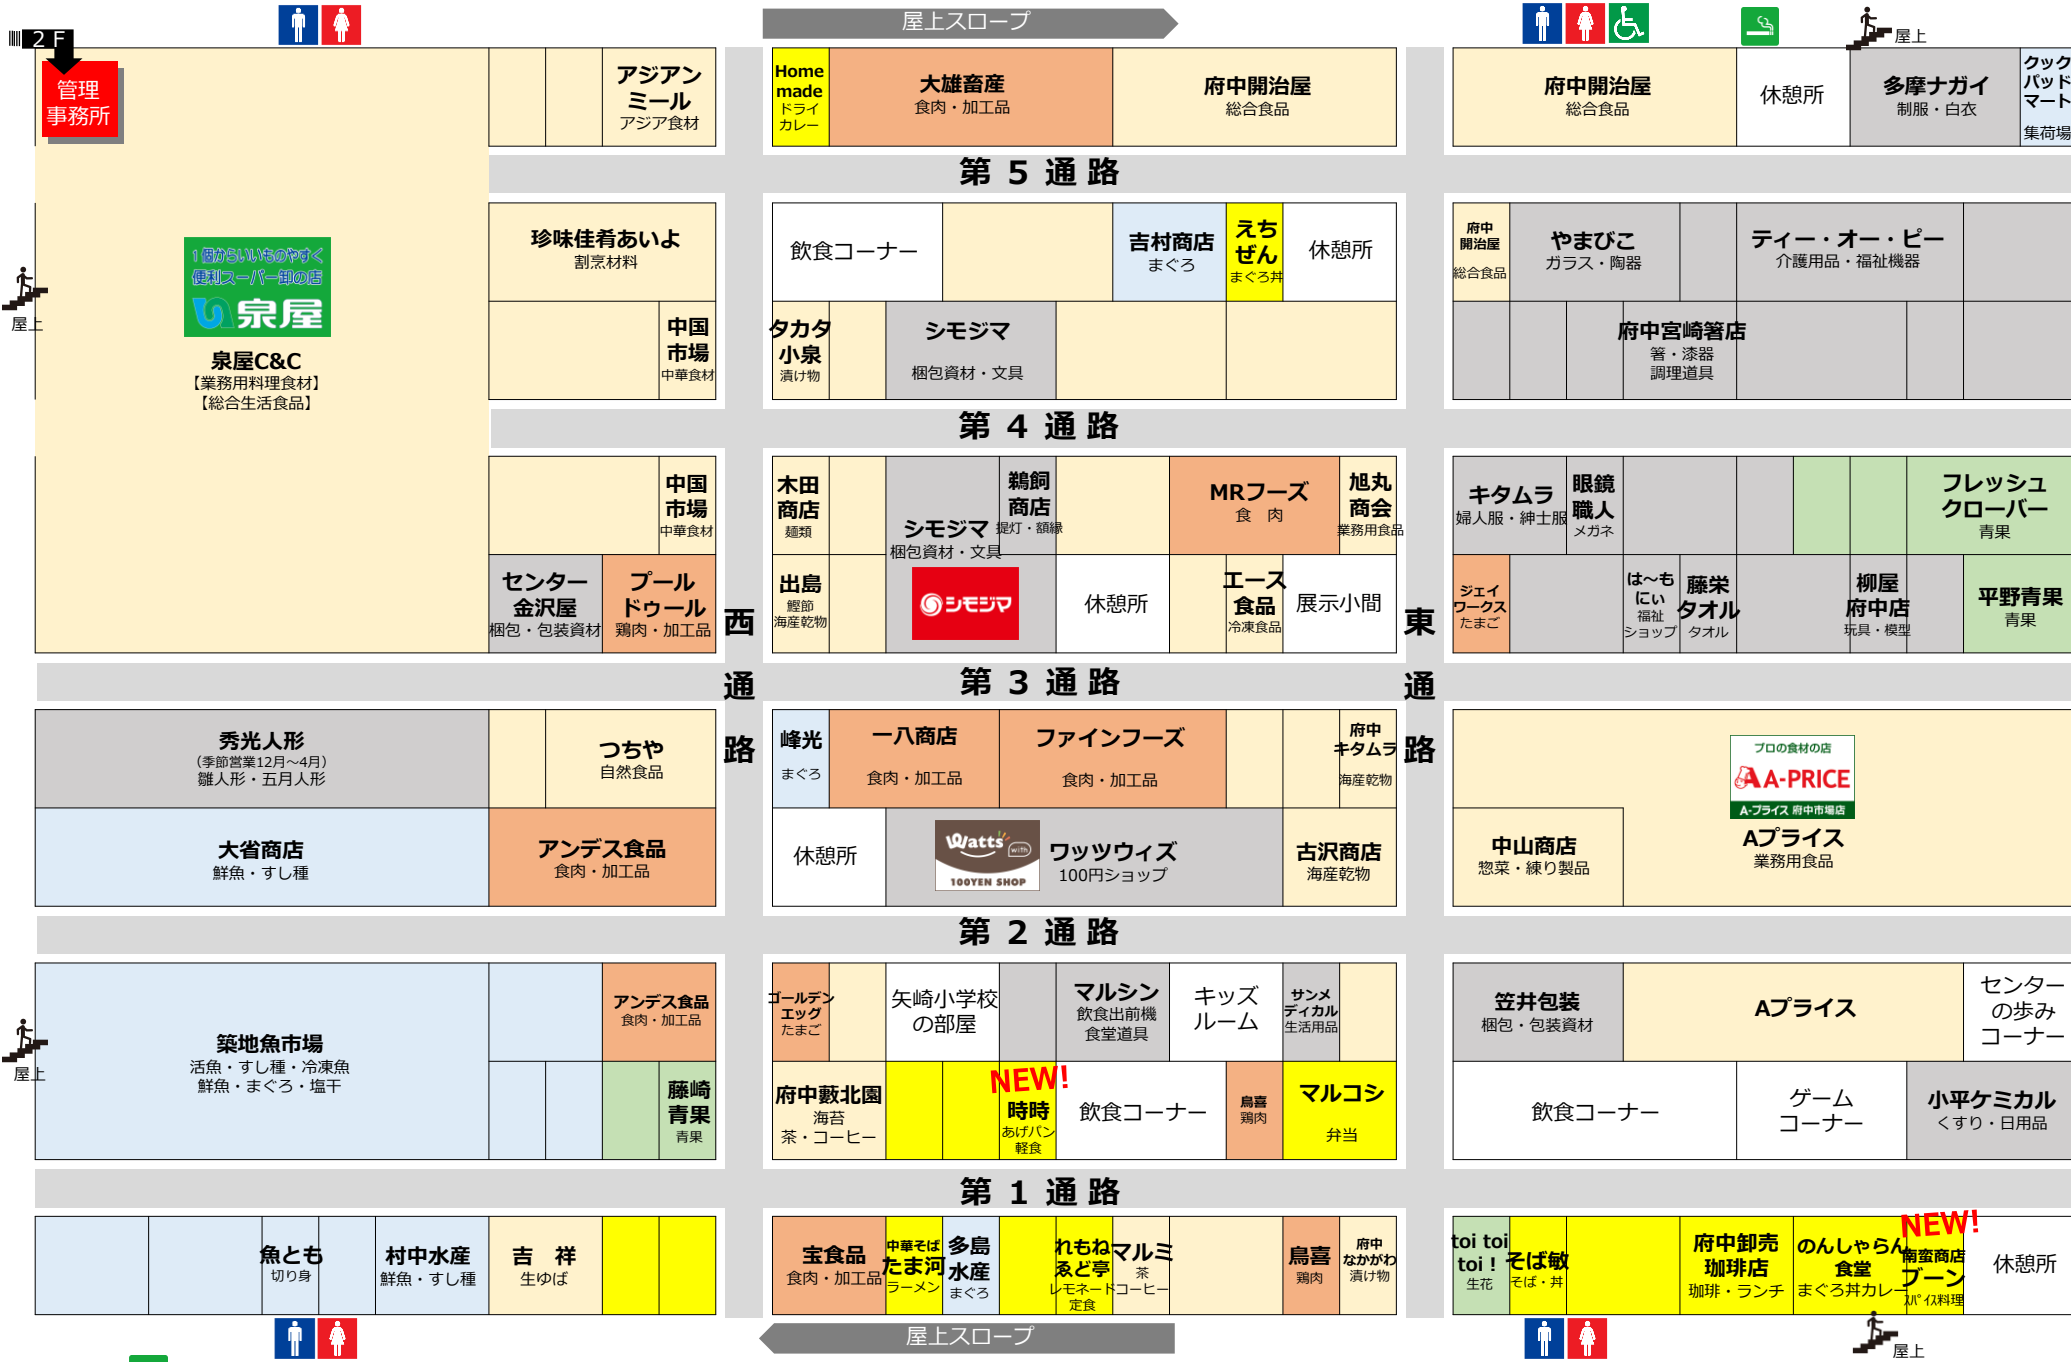 2F
管理
事務所
屋上スロープ
屋上
アジアン
ミール
アジア食材
Home
made
ドライ
カレー
大雄畜産
食肉・加工品
府中開治屋
総合食品
府中開治屋
総合食品
休憩所
多摩ナガイ
制服・白衣
クック
パッド
マート
集荷場
第5通路
1個からいいものやすく
便利スーパー卸の店
泉屋
泉屋C&C
【業務用料理食材】
【総合生活食品】
屋上
珍味佳肴あいよ
割烹材料
飲食コーナー
吉村商店
まぐろ
えち
ぜん
まぐろ丼
休憩所
府中
開治屋
総合食品
やまびこ
ガラス・陶器
ティー・オー・ピー
介護用品・福祉機器
中国
市場
中華食材
タカタ
小泉
漬け物
シモジマ
梱包資材・文具
府中宮崎箸店
箸・漆器
調理道具
第4通路
中国
市場
中華食材
木田
商店
麺類
シモジマ
梱包資材・文具
シモジマ
鵜飼
商店
提灯・額縁
MRフーズ
食 肉
旭丸
商会
業務用食品
キタムラ
婦人服・紳士服
眼鏡
職人
メガネ
フレッシュ
クローバー
青果
センター
金沢屋
梱包・包装資材
プール
ドゥール
鶏肉・加工品
出島
鰹節
海産乾物
休憩所
エース
食品
冷凍食品
展示小間
ジェイ
ワークス
たまご
は～も
にい
福祉
ショップ
藤栄
タオル
タオル
柳屋
府中店
玩具・模型
平野青果
青果
西
通
路
東
通
路
第3通路
秀光人形
(季節営業12月～4月)
雛人形・五月人形
つちや
自然食品
峰光
まぐろ
一八商店
食肉・加工品
ファインフーズ
食肉・加工品
府中
キタムラ
海産乾物
プロの食材の店
A-PRICE
A-プライス 府中市場店
Aプライス
業務用食品
大省商店
鮮魚・すし種
アンデス食品
食肉・加工品
休憩所
Watts with
100YEN SHOP
ワッツウィズ
100円ショップ
古沢商店
海産乾物
中山商店
惣菜・練り製品
第2通路
築地魚市場
活魚・すし種・冷凍魚
鮮魚・まぐろ・塩干
屋上
アンデス食品
食肉・加工品
ゴールデン
エッグ
たまご
矢崎小学校
の部屋
マルシン
飲食出前機
食堂道具
キッズ
ルーム
サンメ
ディカル
生活用品
笠井包装
梱包・包装資材
Aプライス
センター
の歩み
コーナー
藤崎
青果
青果
府中藪北園
海苔
茶・コーヒー
NEW!
時時
あげパン
軽食
飲食コーナー
鳥喜
鶏肉
マルコシ
弁当
飲食コーナー
ゲーム
コーナー
小平ケミカル
くすり・日用品
第1通路
魚とも
切り身
村中水産
鮮魚・すし種
吉 祥
生ゆば
宝食品
食肉・加工品
中華そば
たま河
ラーメン
多島
水産
まぐろ
れもね
ゑど亭
レモネード
定食
マルミ
茶
コーヒー
鳥喜
鶏肉
府中
なかがわ
漬け物
toi toi
toi !
生花
そば敏
そば・丼
府中卸売
珈琲店
珈琲・ランチ
のんしゃらん
食堂
まぐろ丼カレー
NEW!
南蛮商店
ブーン
スパイス料理
休憩所
屋上スロープ
屋上